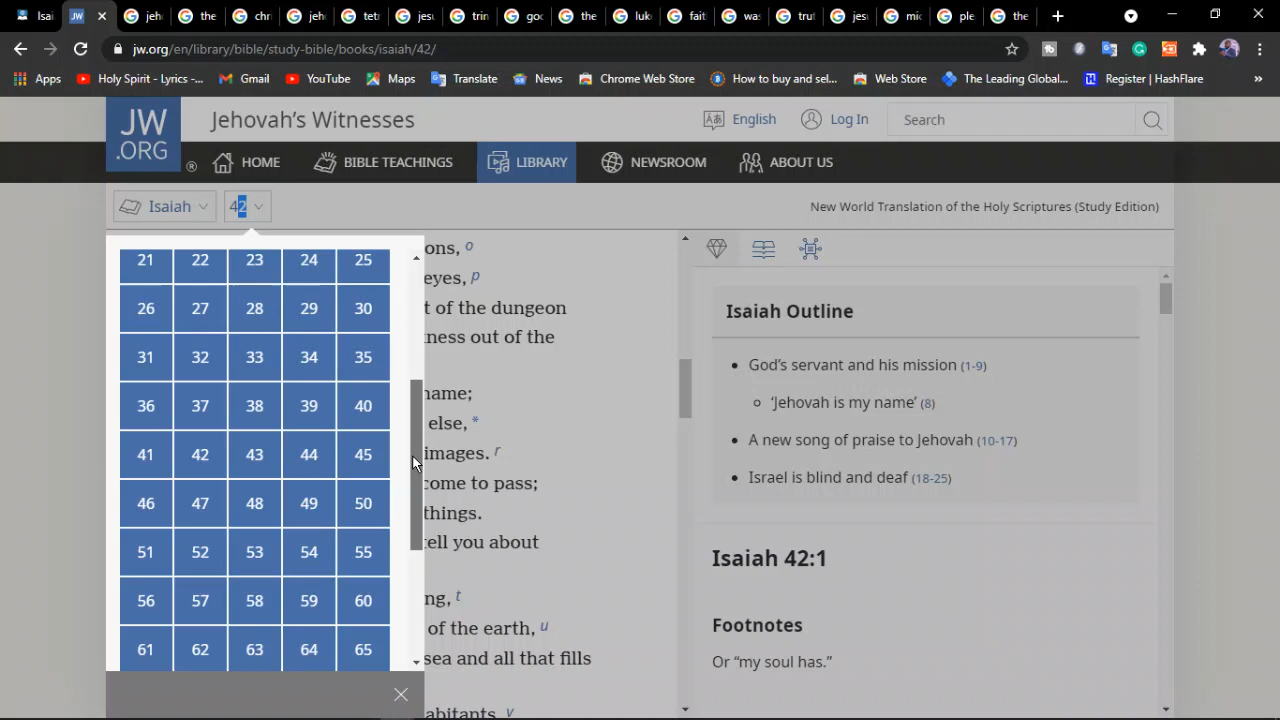 Isai
jeh
the
chr
jeh
tetr
jesu
trin
goc
the
luk
faitl
wa:
trut
jesu
mic
ple
the
jw.org/en/library/bible/study-bible/books/isaiah/42/
Apps
Holy Spirit - Lyrics -...
Gmail
YouTube
Maps
Translate
News
Chrome Web Store
How to buy and sel...
Web Store
The Leading Global...
Register | HashFlare
»
JW
.ORG
®
Jehovah's Witnesses
English
Log In
Search
HOME
BIBLE TEACHINGS
LIBRARY
NEWSROOM
ABOUT US
Isaiah
42
New World Translation of the Holy Scriptures (Study Edition)
21 22 23 24 25
26 27 28 29 30
31 32 33 34 35
36 37 38 39 40
41 42 43 44 45
46 47 48 49 50
51 52 53 54 55
56 57 58 59 60
61 62 63 64 65
ons, o
eyes, p
t of the dungeon
ness out of the
name;
else, *
images. r
come to pass;
things.
tell you about
ng, t
of the earth, u
sea and all that fills
abitants. v
Isaiah Outline
• God's servant and his mission (1-9)
○ 'Jehovah is my name' (8)
• A new song of praise to Jehovah (10-17)
• Israel is blind and deaf (18-25)
Isaiah 42:1
Footnotes
Or “my soul has.”